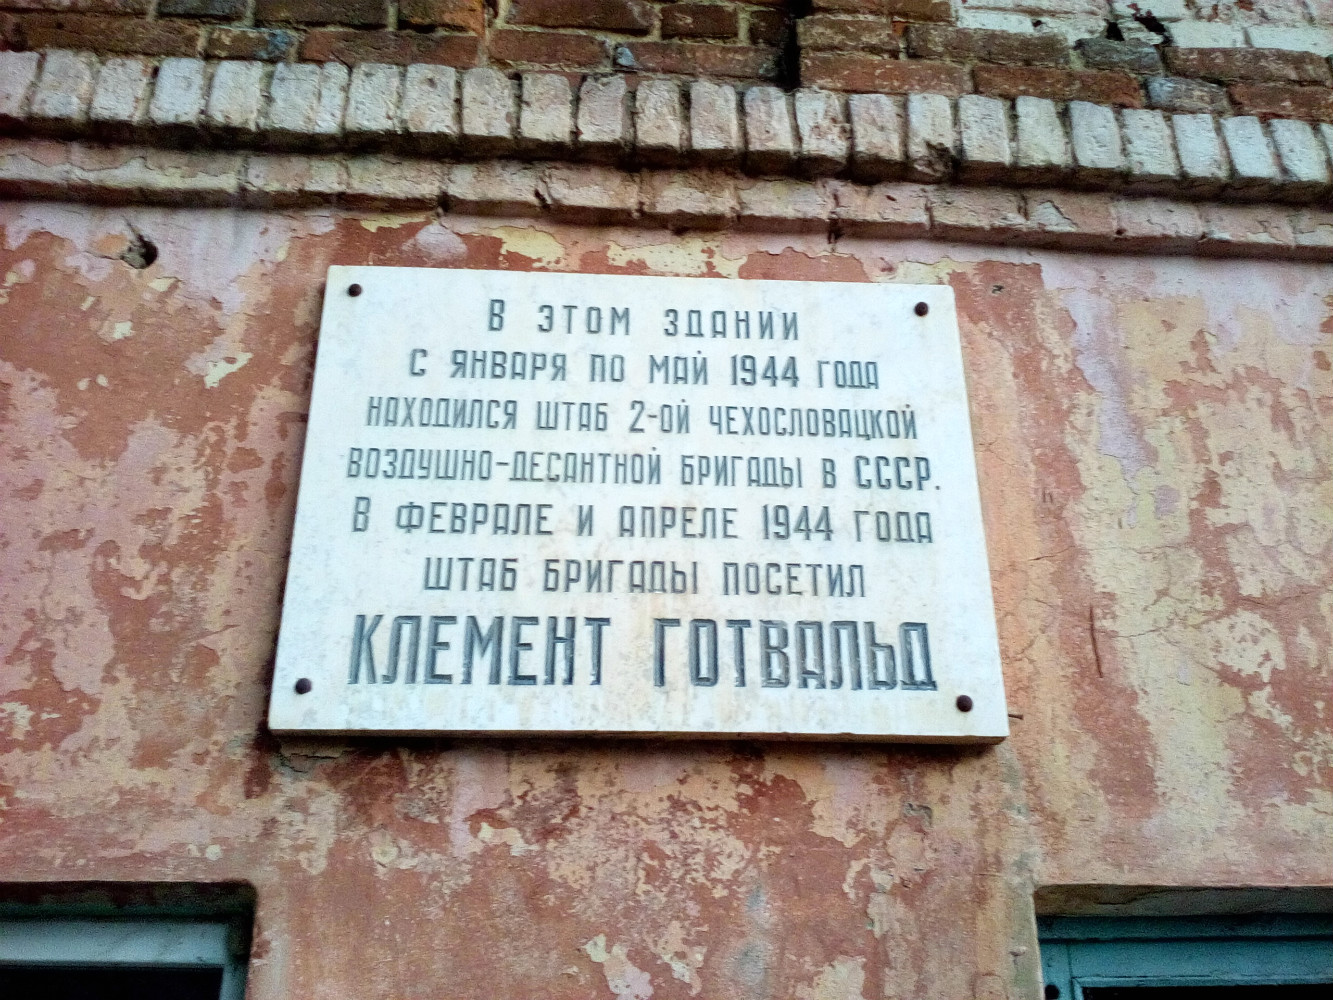 В ЭТОМ ЗДАНИИ
С ЯНВАРЯ ПО МАЙ 1944 ГОДА
НАХОДИЛСЯ ШТАБ 2-ОЙ ЧЕХОСЛОВАЦКОЙ
ВОЗДУШНО-ДЕСАНТНОЙ БРИГАДЫ В СССР.
В ФЕВРАЛЕ И АПРЕЛЕ 1944 ГОДА
ШТАБ БРИГАДЫ ПОСЕТИЛ
КЛЕМЕНТ ГОТВАЛЬД